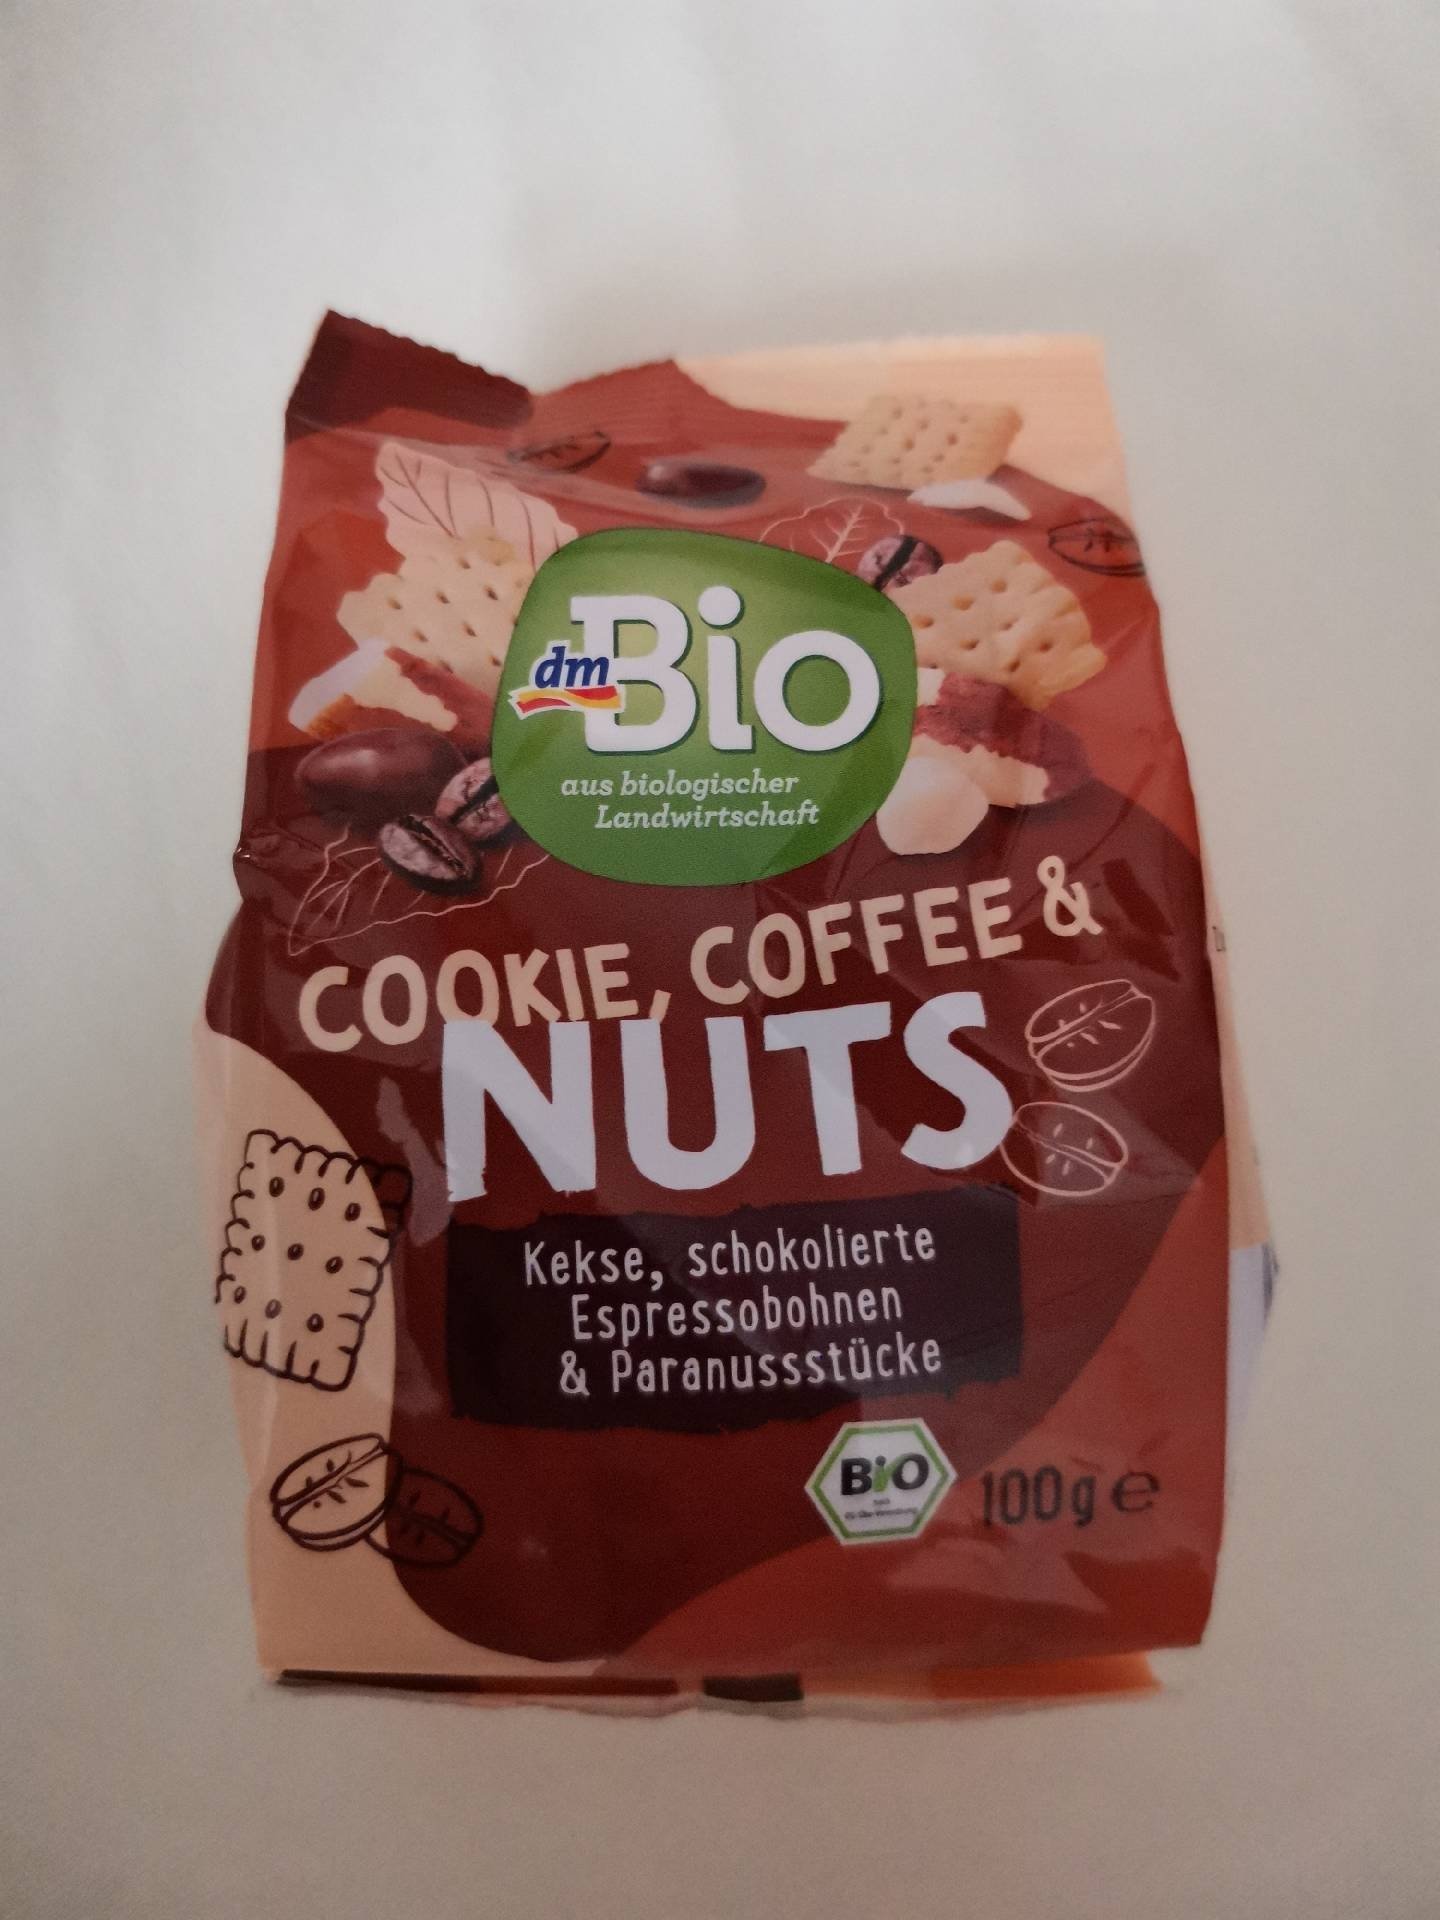 dm
Bio
aus biologischer
Landwirtschaft
COOKIE, COFFEE &
NUTS
Kekse, schokolierte
Espressobohnen
& Paranussstücke
BiO
100g e